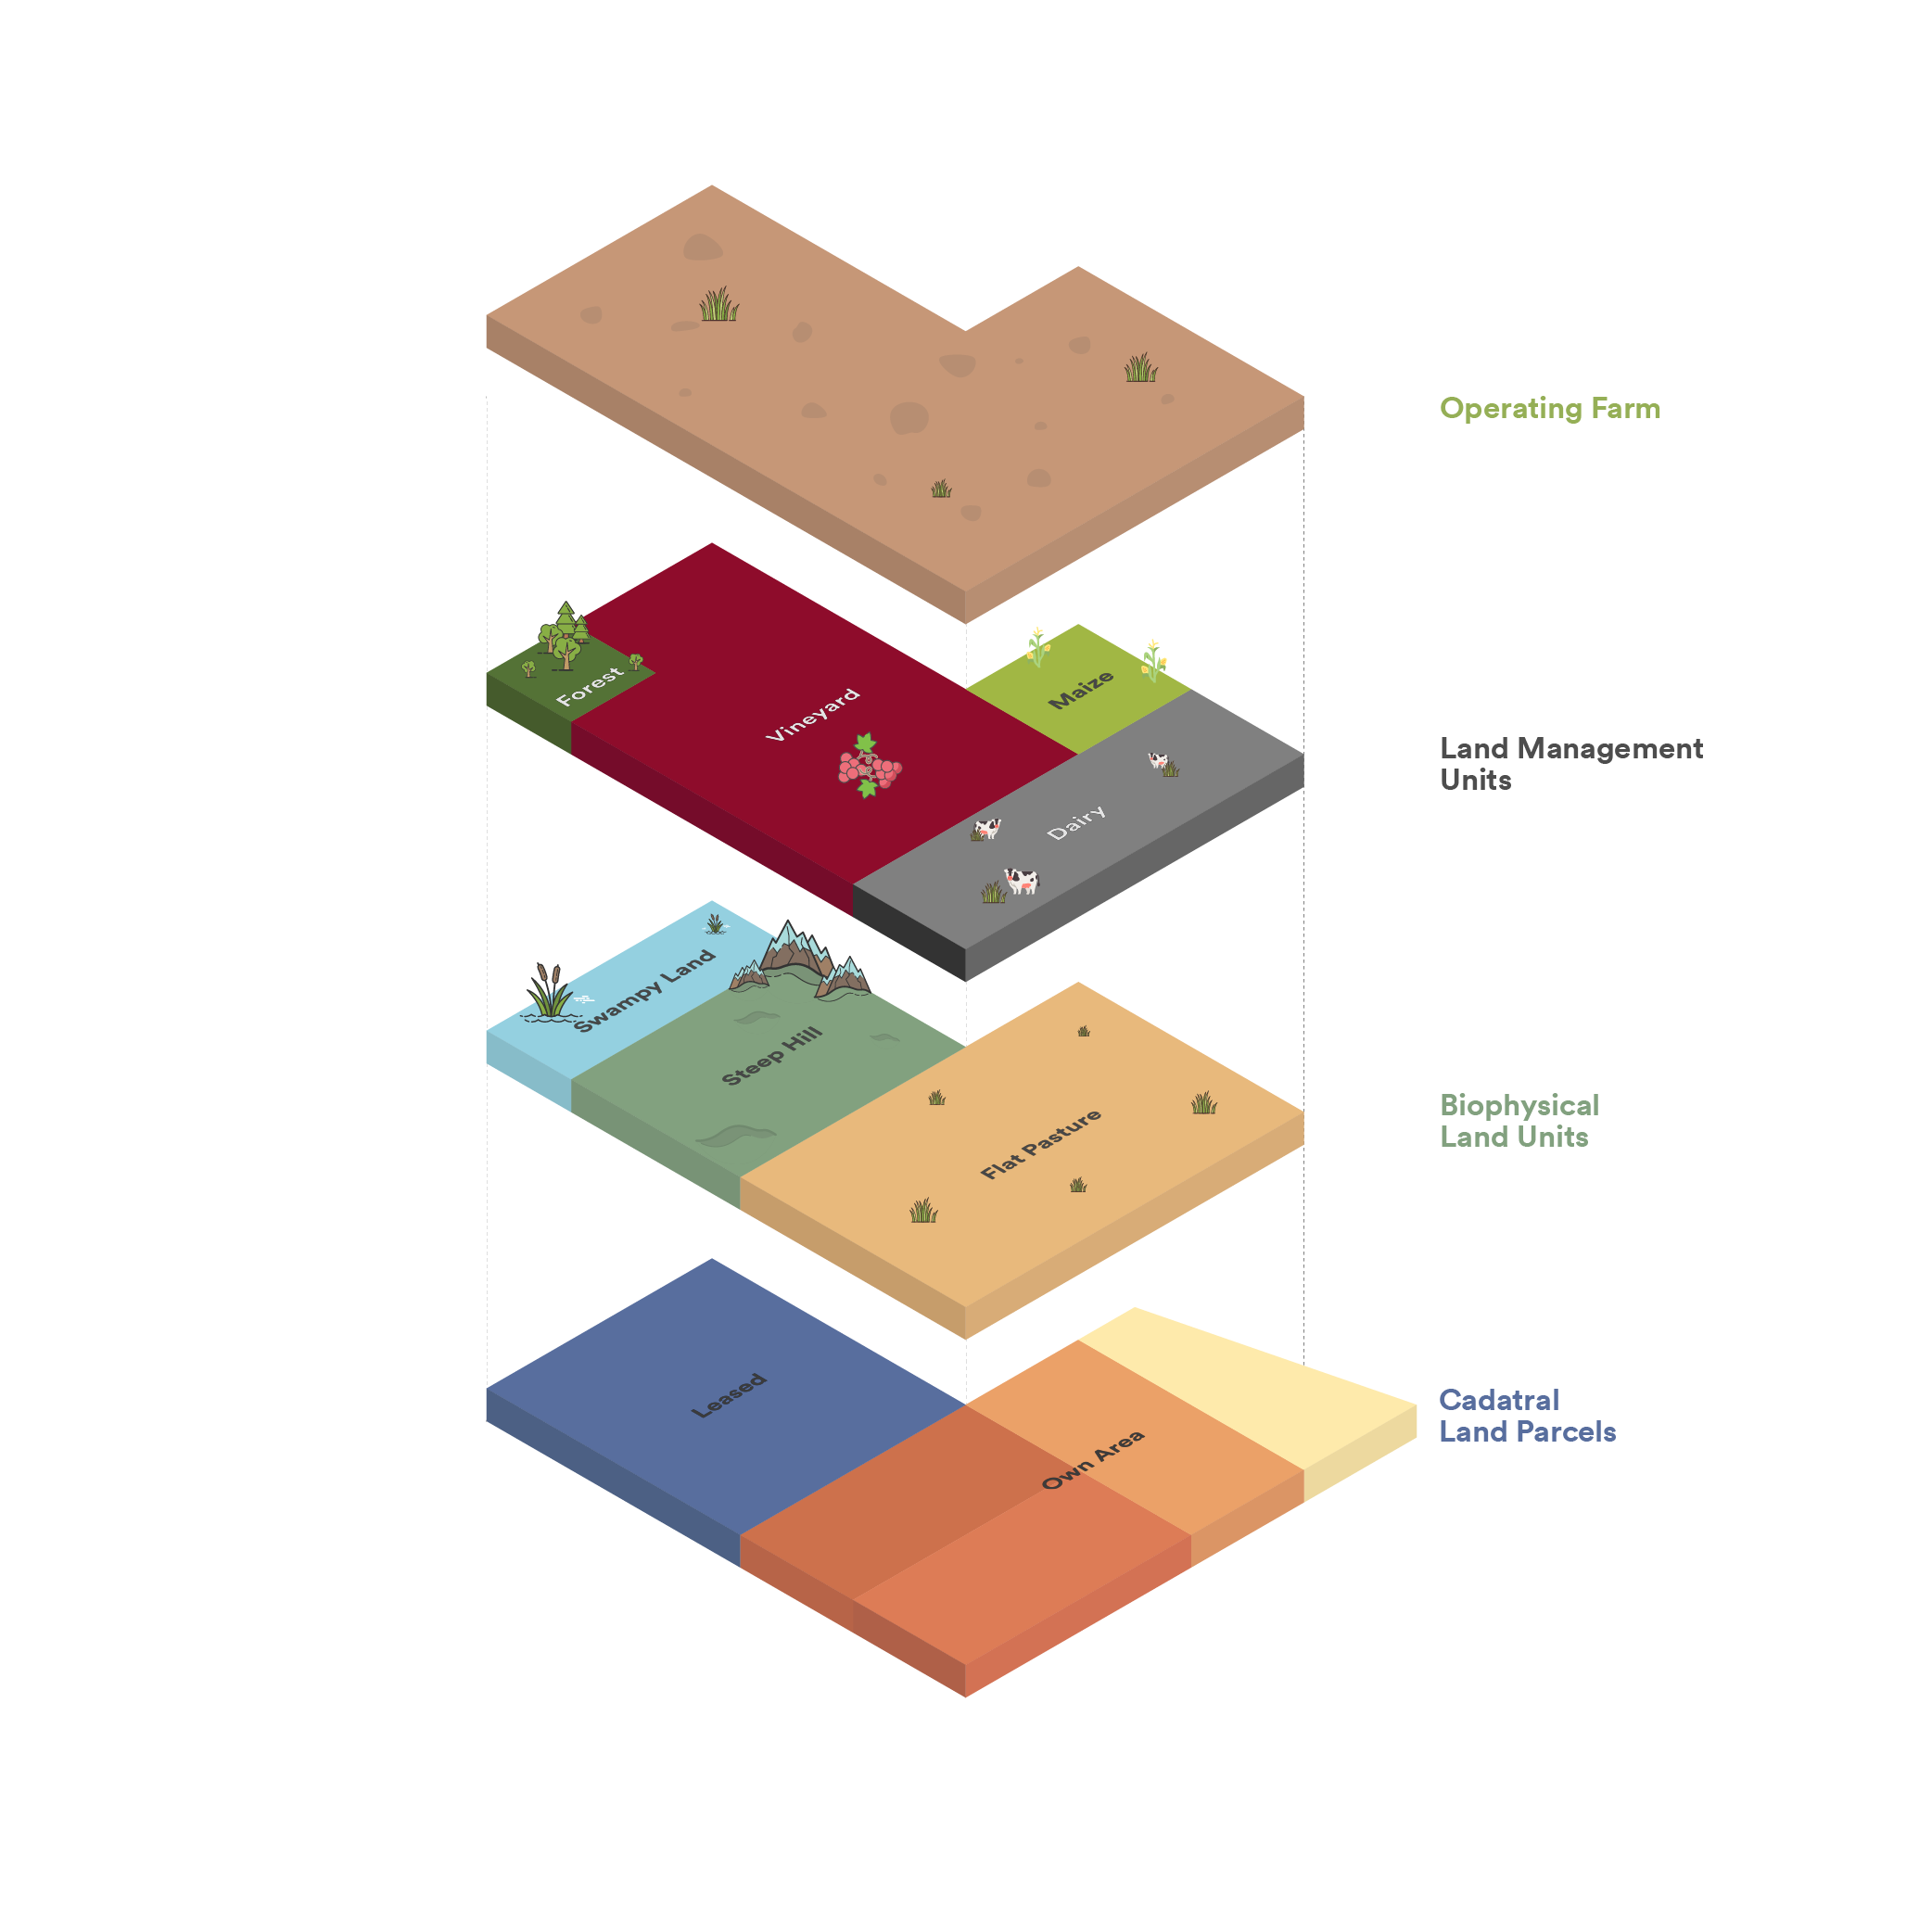 Operating Farm
Forest
Vineyard
Maize
Dairy
Land Management
Units
Swampy Land
Steep Hill
Flat Pasture
Biophysical
Land Units
Leased
Own Area
Cadatral
Land Parcels